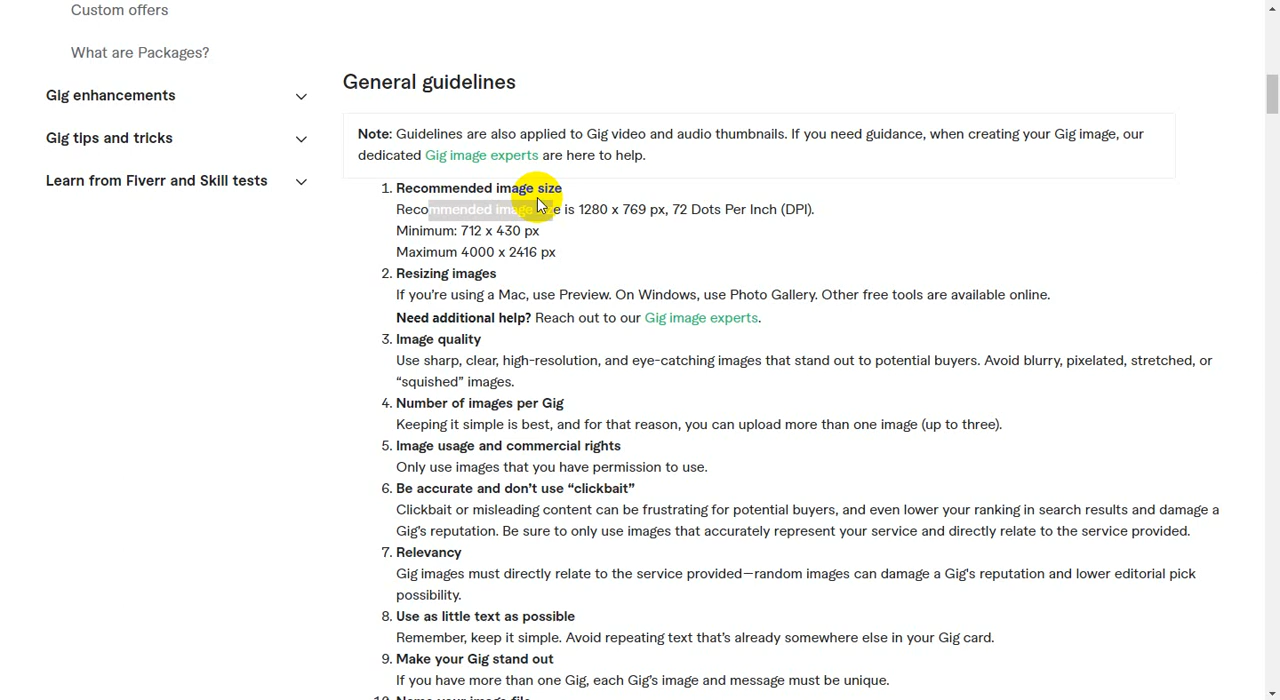 Custom offers
What are Packages?
Gig enhancements
Gig tips and tricks
Learn from Fiverr and Skill tests
General guidelines
Note: Guidelines are also applied to Gig video and audio thumbnails. If you need guidance, when creating your Gig image, our
dedicated Gig image experts are here to help.
1. Recommended image size
Recommended image size is 1280 x 769 px, 72 Dots Per Inch (DPI).
Minimum: 712 x 430 px
Maximum 4000 x 2416 px
2. Resizing images
If you’re using a Mac, use Preview. On Windows, use Photo Gallery. Other free tools are available online.
Need additional help? Reach out to our Gig image experts.
3. Image quality
Use sharp, clear, high-resolution, and eye-catching images that stand out to potential buyers. Avoid blurry, pixelated, stretched, or
“squished” images.
4. Number of images per Gig
Keeping it simple is best, and for that reason, you can upload more than one image (up to three).
5. Image usage and commercial rights
Only use images that you have permission to use.
6. Be accurate and don’t use “clickbait”
Clickbait or misleading content can be frustrating for potential buyers, and even lower your ranking in search results and damage a
Gig’s reputation. Be sure to only use images that accurately represent your service and directly relate to the service provided.
7. Relevancy
Gig images must directly relate to the service provided—random images can damage a Gig's reputation and lower editorial pick
possibility.
8. Use as little text as possible
Remember, keep it simple. Avoid repeating text that’s already somewhere else in your Gig card.
9. Make your Gig stand out
If you have more than one Gig, each Gig’s image and message must be unique.
10. Name your image file